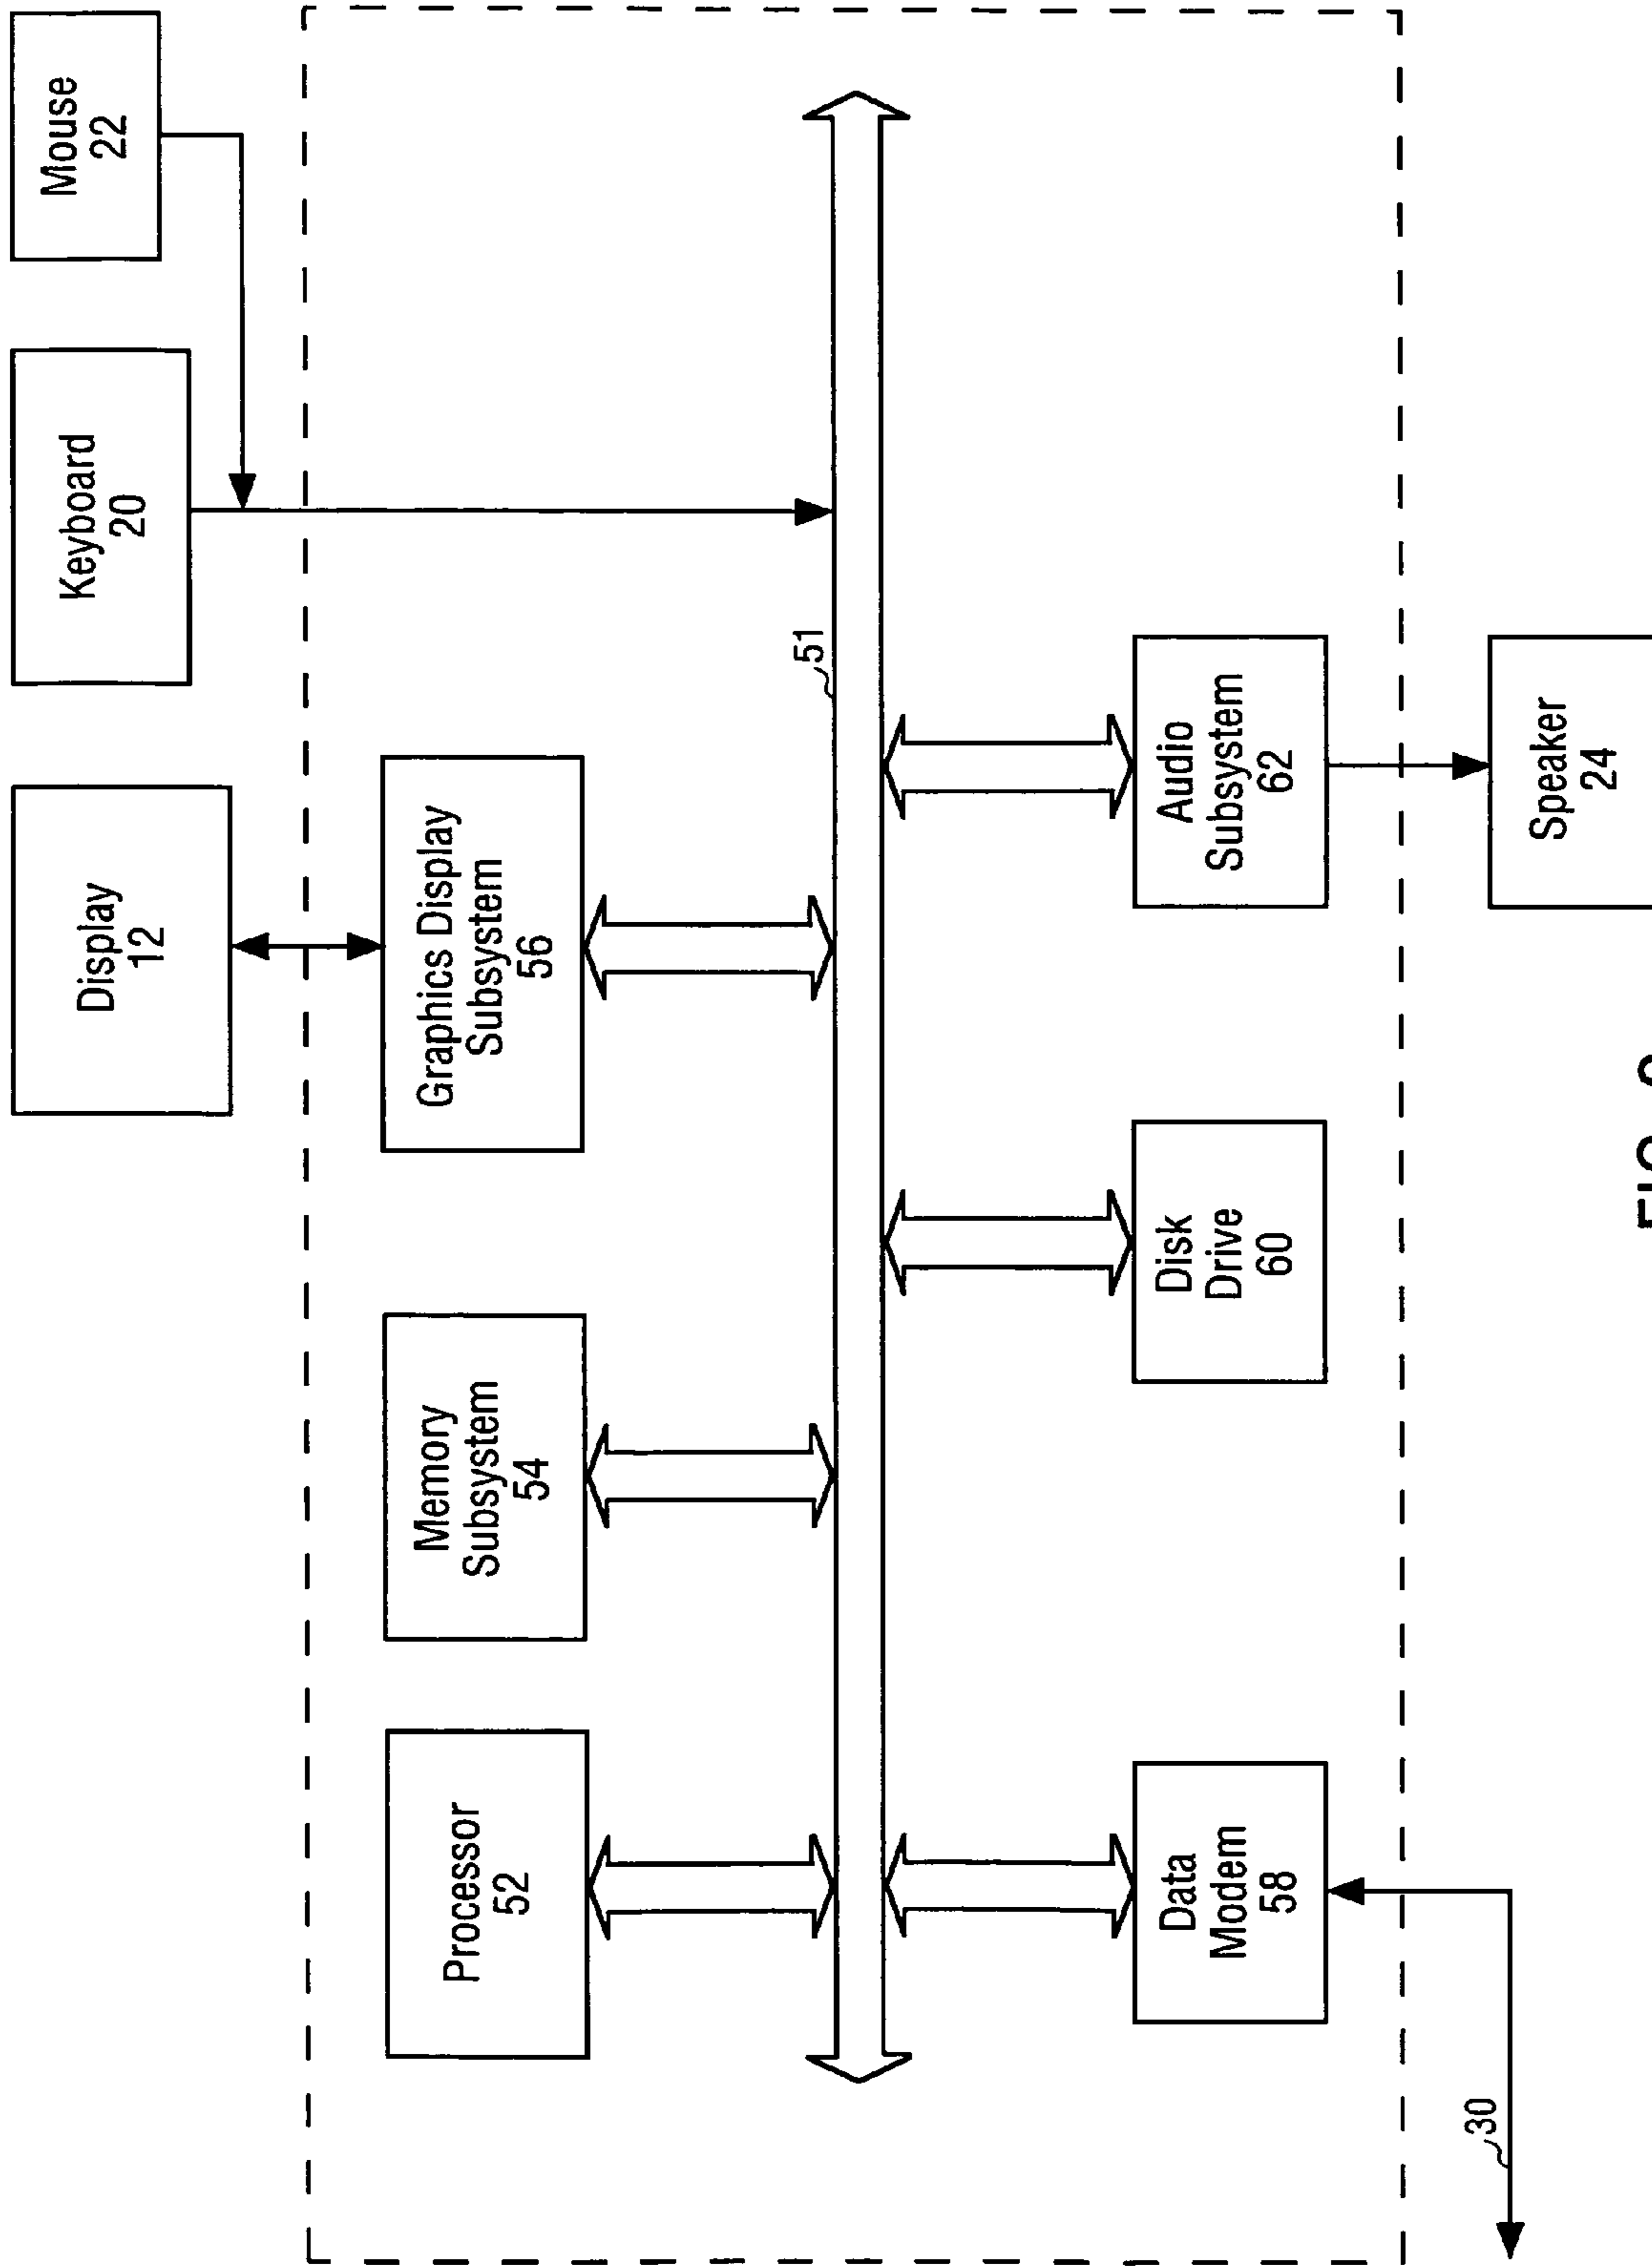 Display
12
Keyboard
20
Mouse
22
Processor
52
Memory
Subsystem
54
Graphics Display
Subsystem
56
51
Data
Modem
58
Disk
Drive
60
Audio
Subsystem
62
30
Speaker
24
FIG.